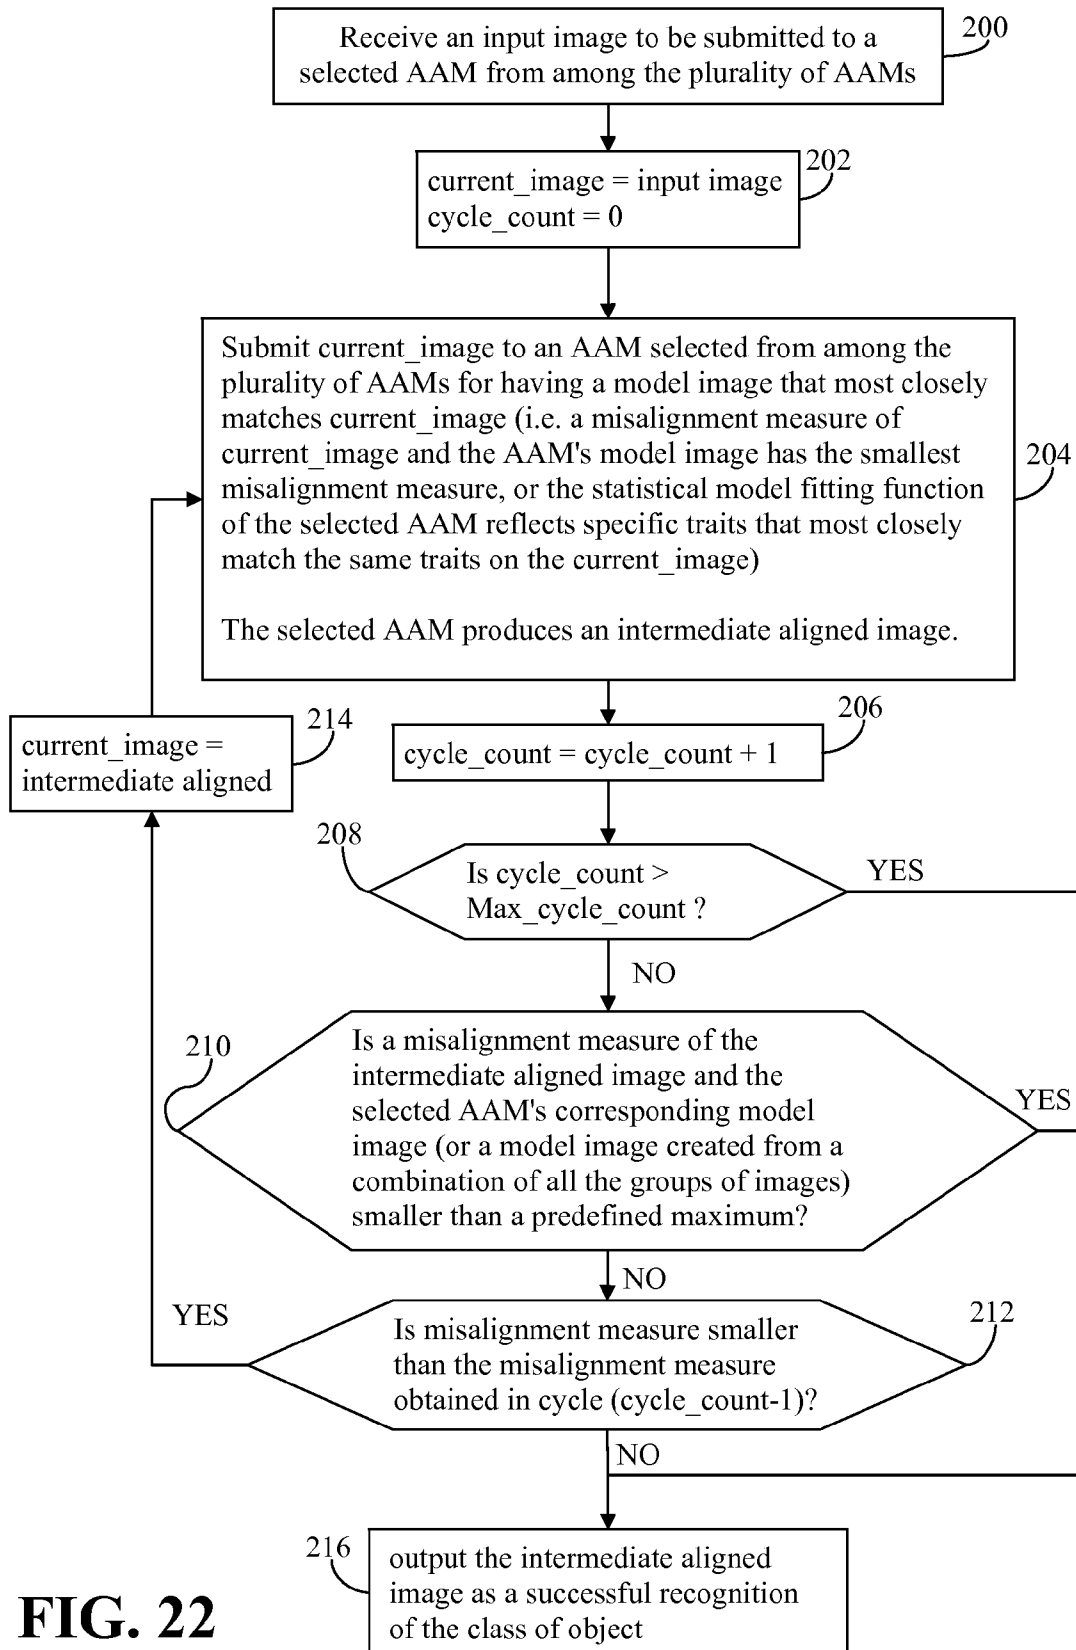 Receive an input image to be submitted to a
selected AAM from among the plurality of AAMs
200
current_image = input image
cycle_count = 0
202
Submit current_image to an AAM selected from among the
plurality of AAMs for having a model image that most closely
matches current_image (i.e. a misalignment measure of
current_image and the AAM's model image has the smallest
misalignment measure, or the statistical model fitting function
of the selected AAM reflects specific traits that most closely
match the same traits on the current_image)
The selected AAM produces an intermediate aligned image.
204
current_image =
intermediate aligned
214
cycle_count = cycle_count + 1
206
208
Is cycle_count >
Max_cycle_count ?
YES
NO
210
Is a misalignment measure of the
intermediate aligned image and the
selected AAM's corresponding model
image (or a model image created from a
combination of all the groups of images)
smaller than a predefined maximum?
YES
NO
YES
Is misalignment measure smaller
than the misalignment measure
obtained in cycle (cycle_count-1)?
212
NO
216
output the intermediate aligned
image as a successful recognition
of the class of object
FIG. 22